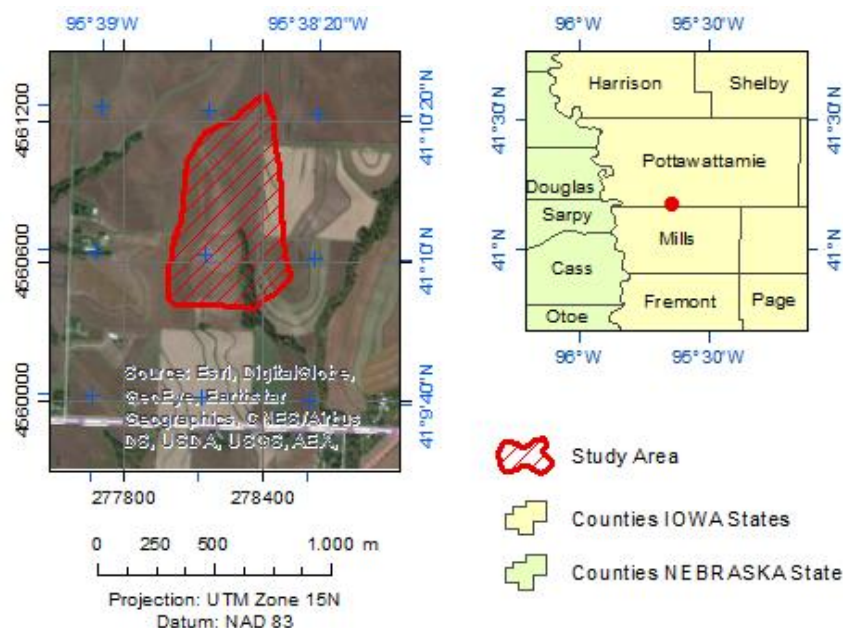 95°39'W 95°38'20"W
4561200
4560600
4560000
41°10'20"N
41°10'N
41°9'40"N
Source: Esri, DigitalGlobe,
GeoEye, Earthstar
Geographics, CNES/Airbus
DS, USDA, USGS, AEX,
277800 278400
0 250 500 1.000 m
Projection: UTM Zone 15N
Datum: NAD 83
96°W 95°30'W
41°30'N
41°N
Harrison Shelby
41°30'N
41°N
Pottawattamie
Douglas
Sarpy
Mills
Cass
Fremont Page
Otoe
96°W 95°30'W
Study Area
Counties IOWA States
Counties NEBRASKA State